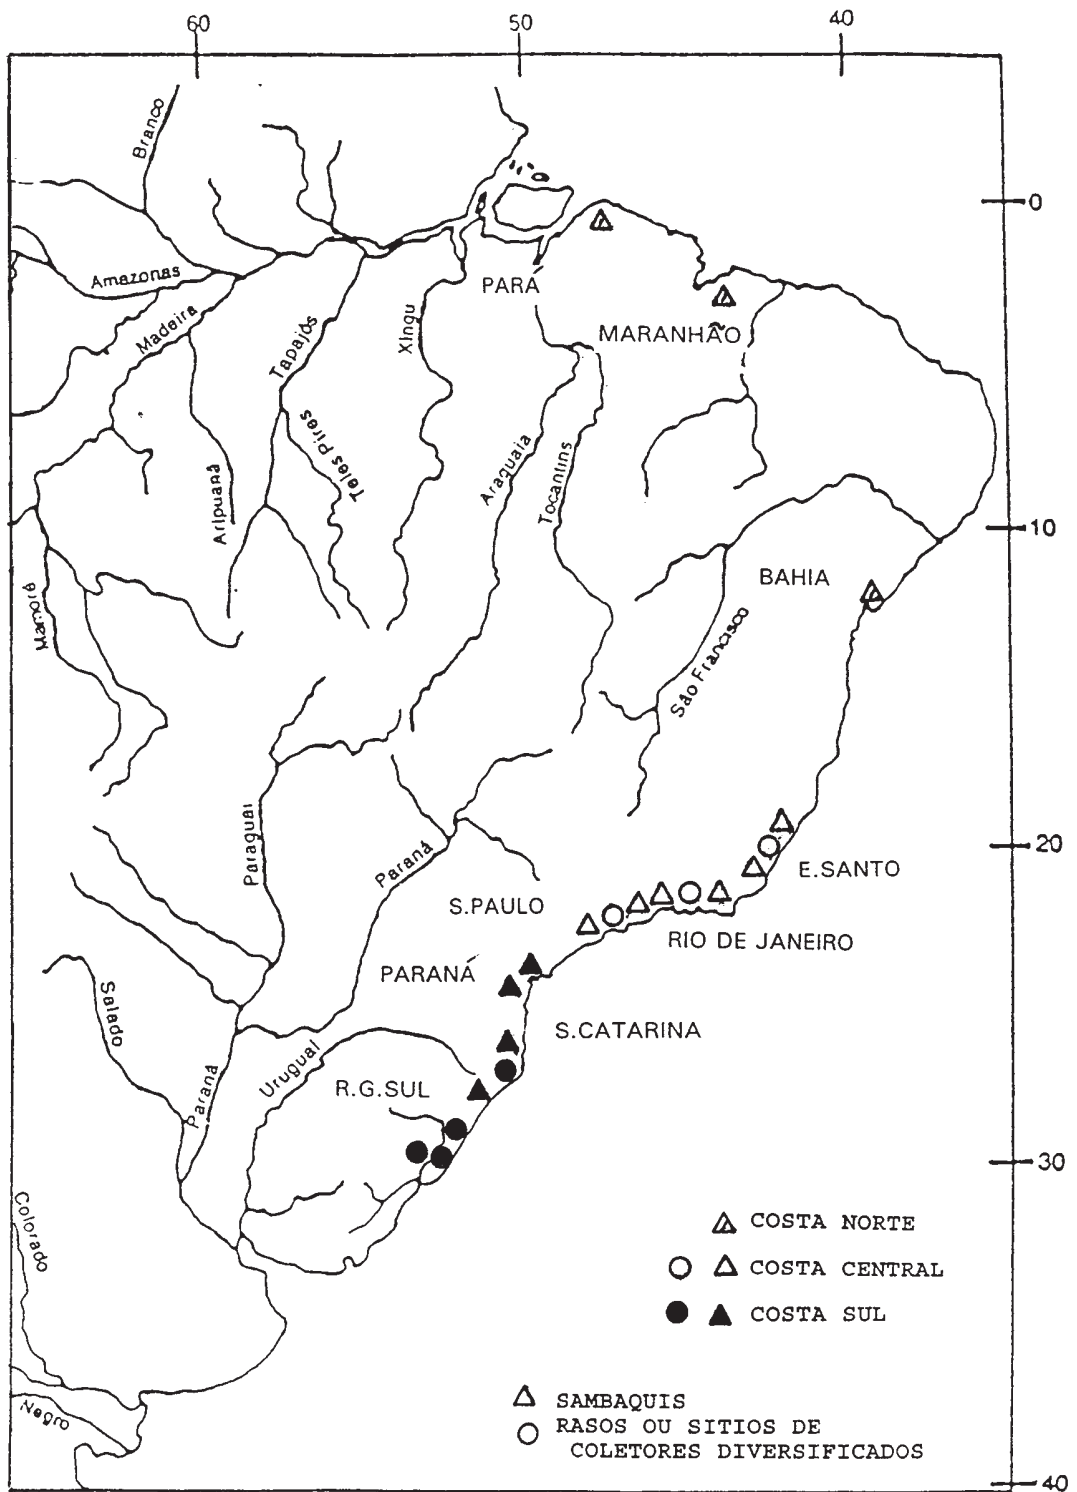 60 50 40
Branco
0
Amazonas
PARÁ
Madeira
Tapajós
Xingu
MARANHÃO
Teles Pires
Araguaia
Tocantins
Aripuanã
10
BAHIA
Mamoré
São Francisco
Paraguai
Paraná
20
E.SANTO
S.PAULO
RIO DE JANEIRO
PARANÁ
Salado
S.CATARINA
Uruguai
R.G.SUL
Paraná
30
Colorado
COSTA NORTE
COSTA CENTRAL
COSTA SUL
SAMBAQUIS
Negro
RASOS OU SITIOS DE
COLETORES DIVERSIFICADOS
40